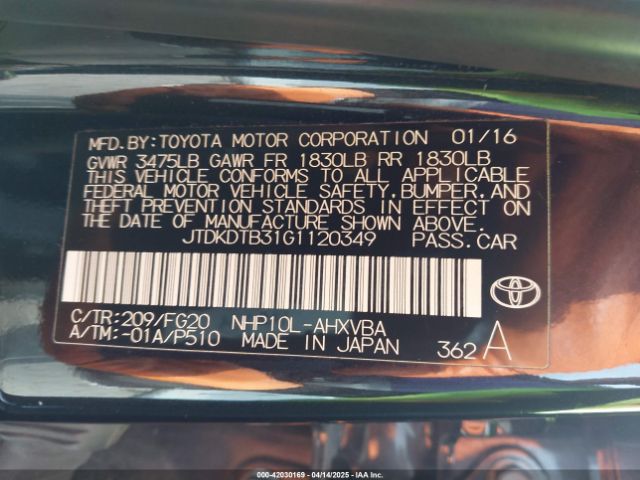 MFD.BY:TOYOTA MOTOR CORPORATION 01/16
GVWR 3475LB GAWR FR 1830LB RR 1830LB
THIS VEHICLE CONFORMS TO ALL APPLICABLE
FEDERAL MOTOR VEHICLE SAFETY.BUMPER.AND
THEFT PREVENTION STANDARDS IN EFFECT ON
THE DATE OF MANUFACTURE SHOWN ABOVE.
JTDKDTB31G1120349 PASS.CAR
C/TR:209/FG20 NHP10L-AHXVBA
A/TM:-01A/P510 MADE IN JAPAN 362 A
000-42030169 - 04/14/2025 - IAA Inc.